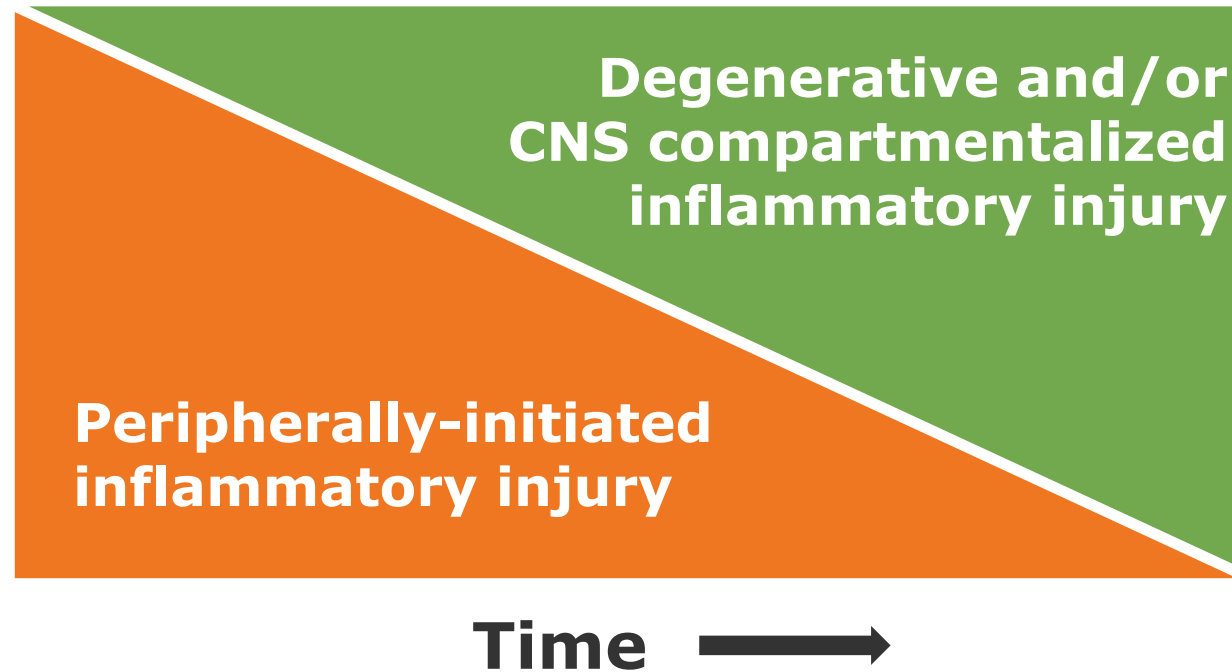 Degenerative and/or
CNS compartmentalized
inflammatory injury
Peripherally-initiated
inflammatory injury
Time